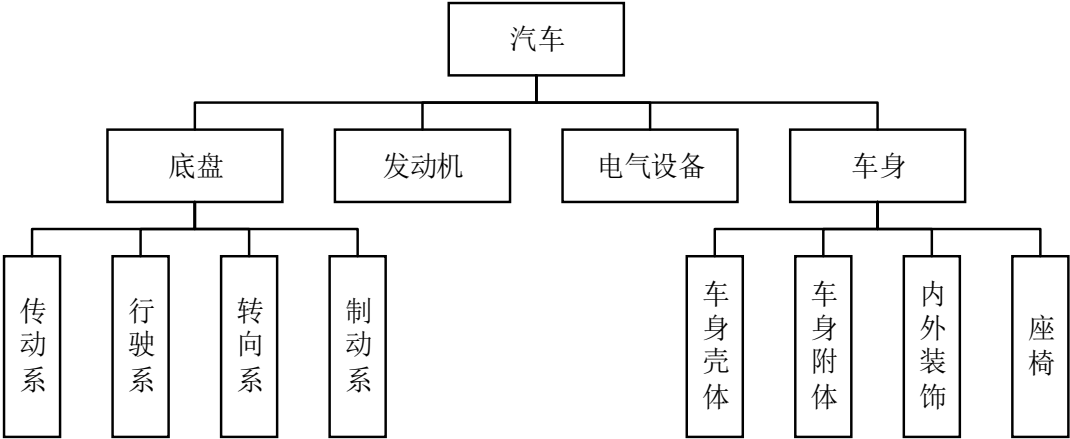 汽车
底盘
发动机
电气设备
车身
传动系
行驶系
转向系
制动系
车身壳体
车身附体
内外装饰
座椅